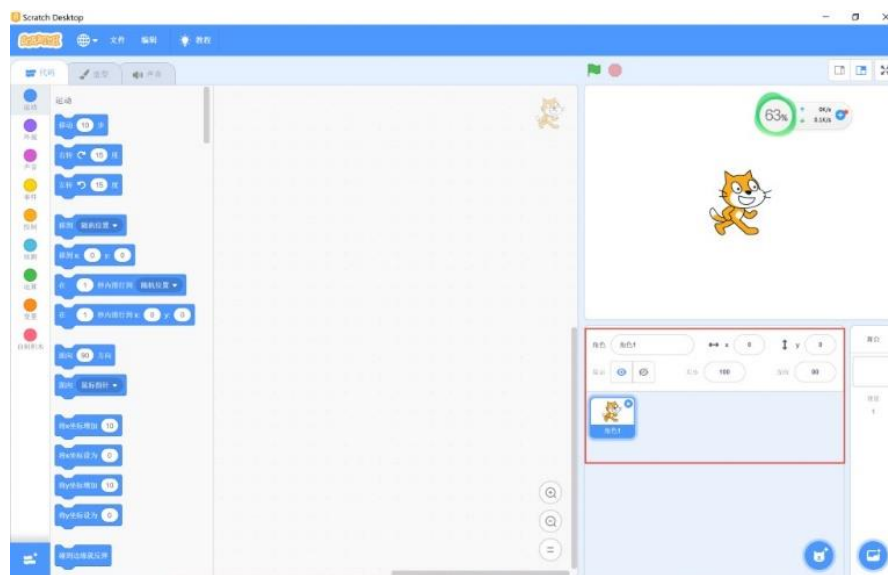 Scratch Desktop
SCRATCH 文件 编辑 教程
代码 造型 声音
运动
移动 10 步
右转 15 度
左转 15 度
移到 随机位置
移到 x: 0 y: 0
在 1 秒内滑行到 随机位置
在 1 秒内滑行到 x: 0 y: 0
面向 90 方向
面向 鼠标指针
将x坐标增加 10
将x坐标设为 0
将y坐标增加 10
将y坐标设为 0
碰到边缘就反弹
运动
外观
声音
事件
控制
侦测
运算
变量
自制积木
63%
0K/s
0.1K/s
角色 角色1 x 0 y 0
显示 大小 100 方向 90
角色1
舞台
背景
1